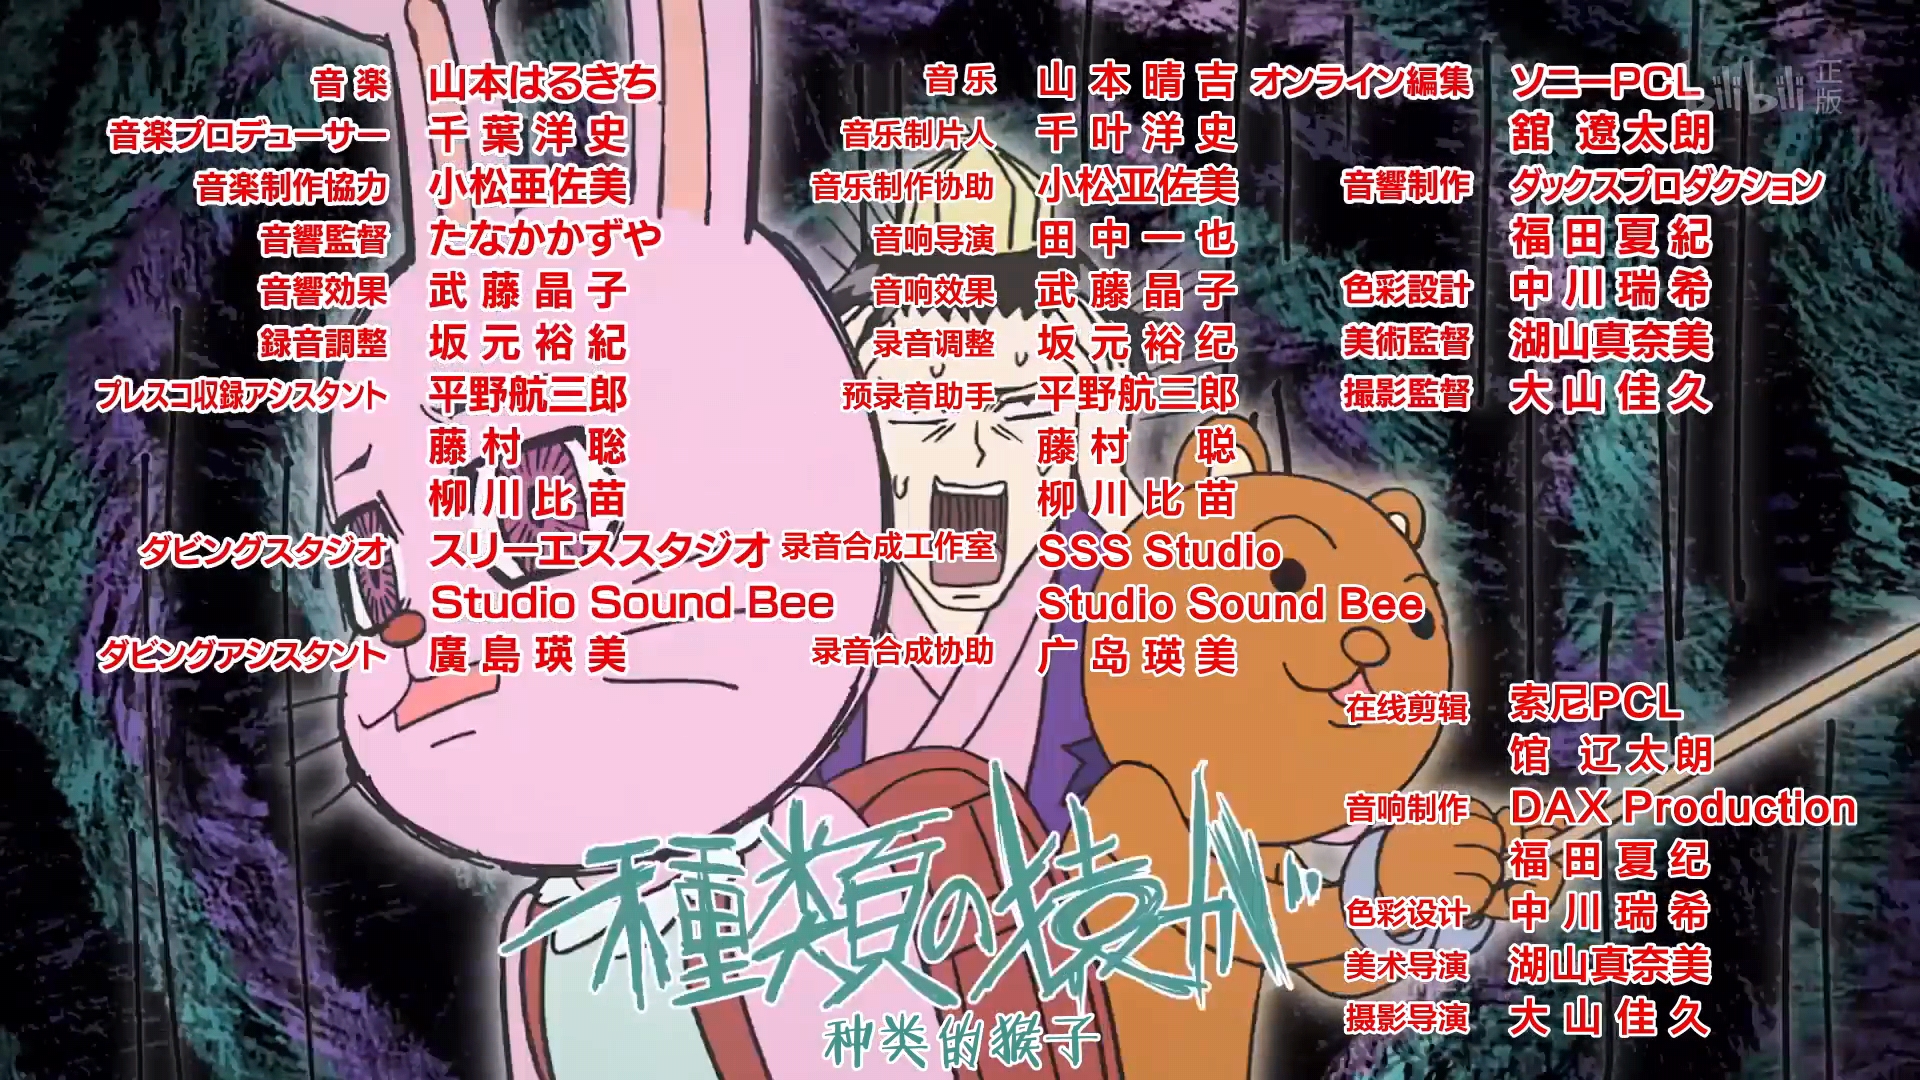 音楽 山本はるきち
音楽プロデューサー 千葉洋史
音楽制作協力 小松亜佐美
音響監督 たなかかずや
音響効果 武藤晶子
録音調整 坂元裕紀
プレスコ収録アシスタント 平野航三郎
藤村 聡
柳川比苗
ダビングスタジオ スリーエススタジオ
Studio Sound Bee
ダビングアシスタント 廣島瑛美
音乐 山本晴吉
音乐制片人 千叶洋史
音乐制作协助 小松亚佐美
音响导演 田中一也
音响效果 武藤晶子
录音调整 坂元裕纪
预录音助手 平野航三郎
藤村 聪
柳川比苗
录音合成工作室 SSS Studio
Studio Sound Bee
录音合成协助 广岛瑛美
オンライン編集 ソニーPCL
舘 遼太朗
音響制作 ダックスプロダクション
福田夏紀
色彩設計 中川瑞希
美術監督 湖山真奈美
撮影監督 大山佳久
在线剪辑 索尼PCL
馆 辽太朗
音响制作 DAX Production
福田夏纪
色彩设计 中川瑞希
美术导演 湖山真奈美
摄影导演 大山佳久
種類の猿が
种类的猴子
bilibili 正版